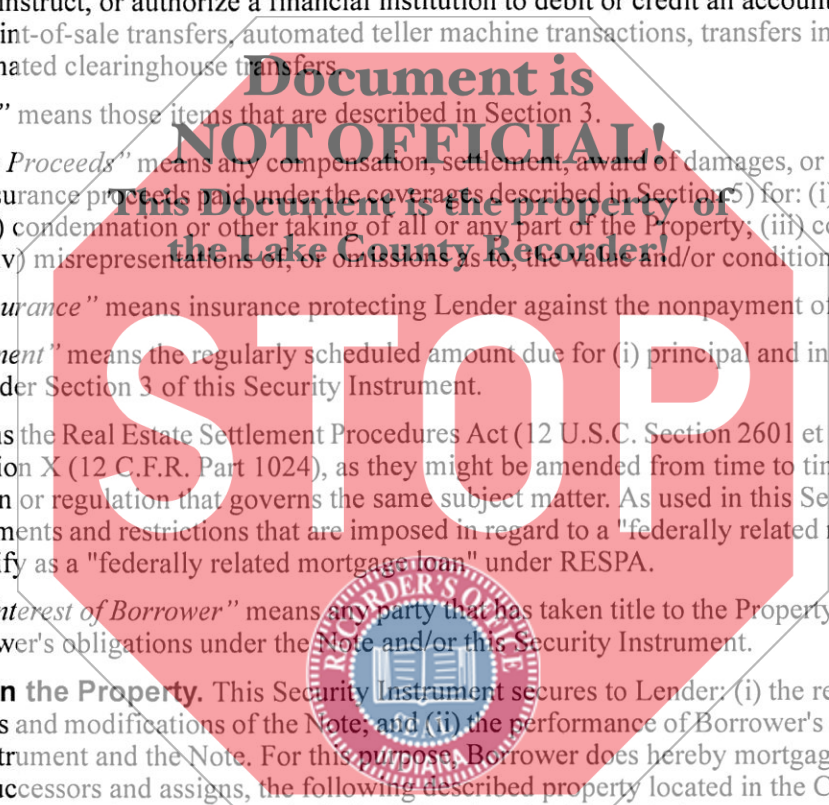 nstruct, or authorize a financial institution to debit or credit an account
int-of-sale transfers, automated teller machine transactions, transfers in
nated clearinghouse transfers.
Document is
" means those items that are described in Section 3.
NOT OFFICIAL!
Proceeds" means any compensation, settlement, award of damages, or
surance proceeds paid under the coverages described in Section 5) for: (i)
This Document is the property of
) condemnation or other taking of all or any part of the Property; (iii) co
the Lake County Recorder!
iv) misrepresentations of, or omissions as to, the value and/or condition
urance" means insurance protecting Lender against the nonpayment of
STOP
ment" means the regularly scheduled amount due for (i) principal and in
der Section 3 of this Security Instrument.
s the Real Estate Settlement Procedures Act (12 U.S.C. Section 2601 et
ion X (12 C.F.R. Part 1024), as they might be amended from time to tim
n or regulation that governs the same subject matter. As used in this Se
ments and restrictions that are imposed in regard to a "federally related m
fy as a "federally related mortgage loan" under RESPA.
nterest of Borrower" means any party that has taken title to the Property
wer's obligations under the Note and/or this Security Instrument.
RECORDER'S OFFICE
n the Property. This Security Instrument secures to Lender: (i) the re
s and modifications of the Note; and (ii) the performance of Borrower's
trument and the Note. For this purpose, Borrower does hereby mortgag
INDIANA
uccessors and assigns, the following described property located in the C